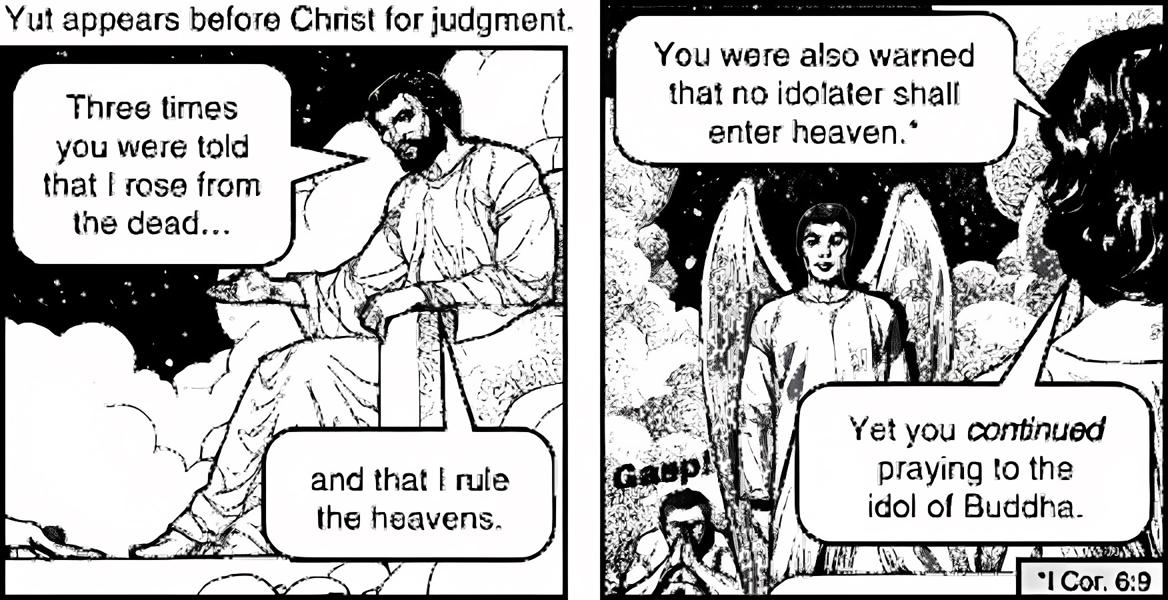 Yut appears before Christ for judgment.
Three times
you were told
that I rose from
the dead...
and that I rule
the heavens.
You were also warned
that no idolater shall
enter heaven.*
Gasp!
Yet you continued
praying to the
idol of Buddha.
*I Cor. 6:9